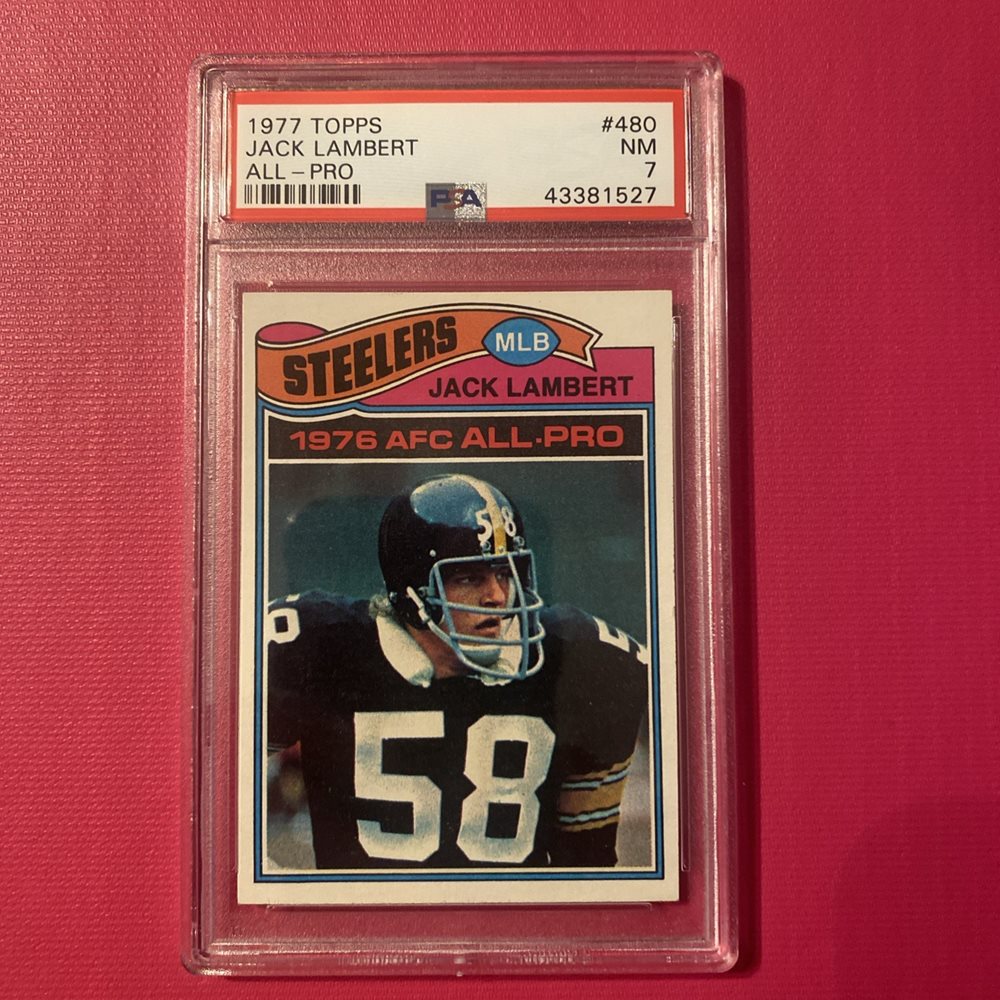 1977 TOPPS #480
JACK LAMBERT NM
ALL-PRO 7
PSA 43381527
STEELERS MLB
JACK LAMBERT
1976 AFC ALL-PRO
58
58
58